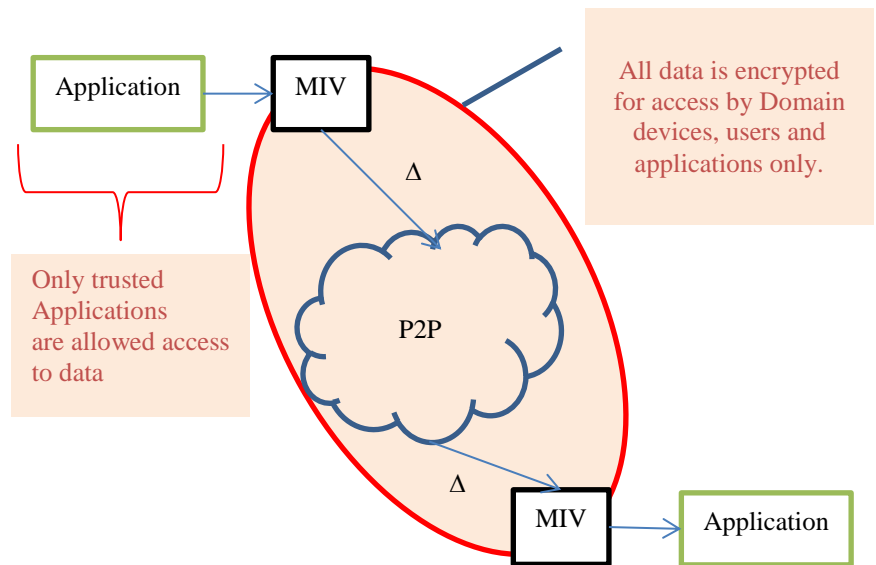 Application
MIV
All data is encrypted
for access by Domain
devices, users and
applications only.
Δ
Only trusted
Applications
are allowed access
to data
P2P
Δ
MIV
Application